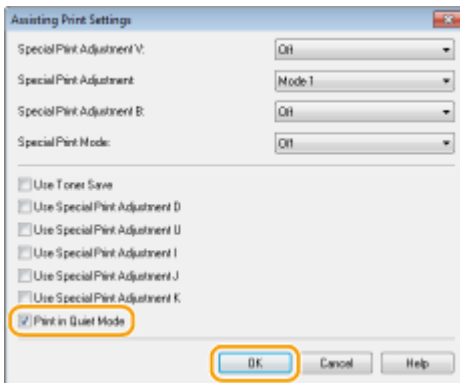 Assisting Print Settings
Special Print Adjustment V: Off
Special Print Adjustment: Mode 1
Special Print Adjustment B: Off
Special Print Mode: Off
Use Toner Save
Use Special Print Adjustment D
Use Special Print Adjustment U
Use Special Print Adjustment I
Use Special Print Adjustment J
Use Special Print Adjustment K
Print in Quiet Mode
OK Cancel Help